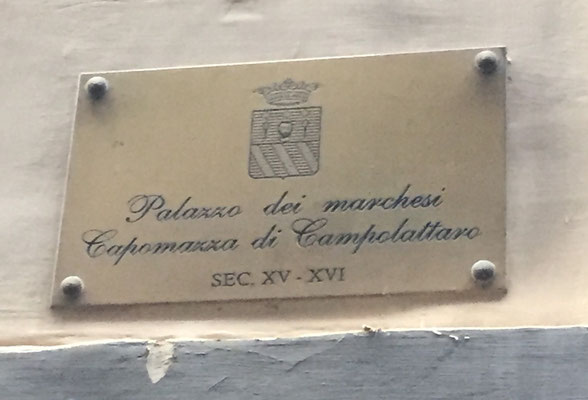 Palazzo dei marchesi
Capomazza di Campolattaro
SEC. XV - XVI